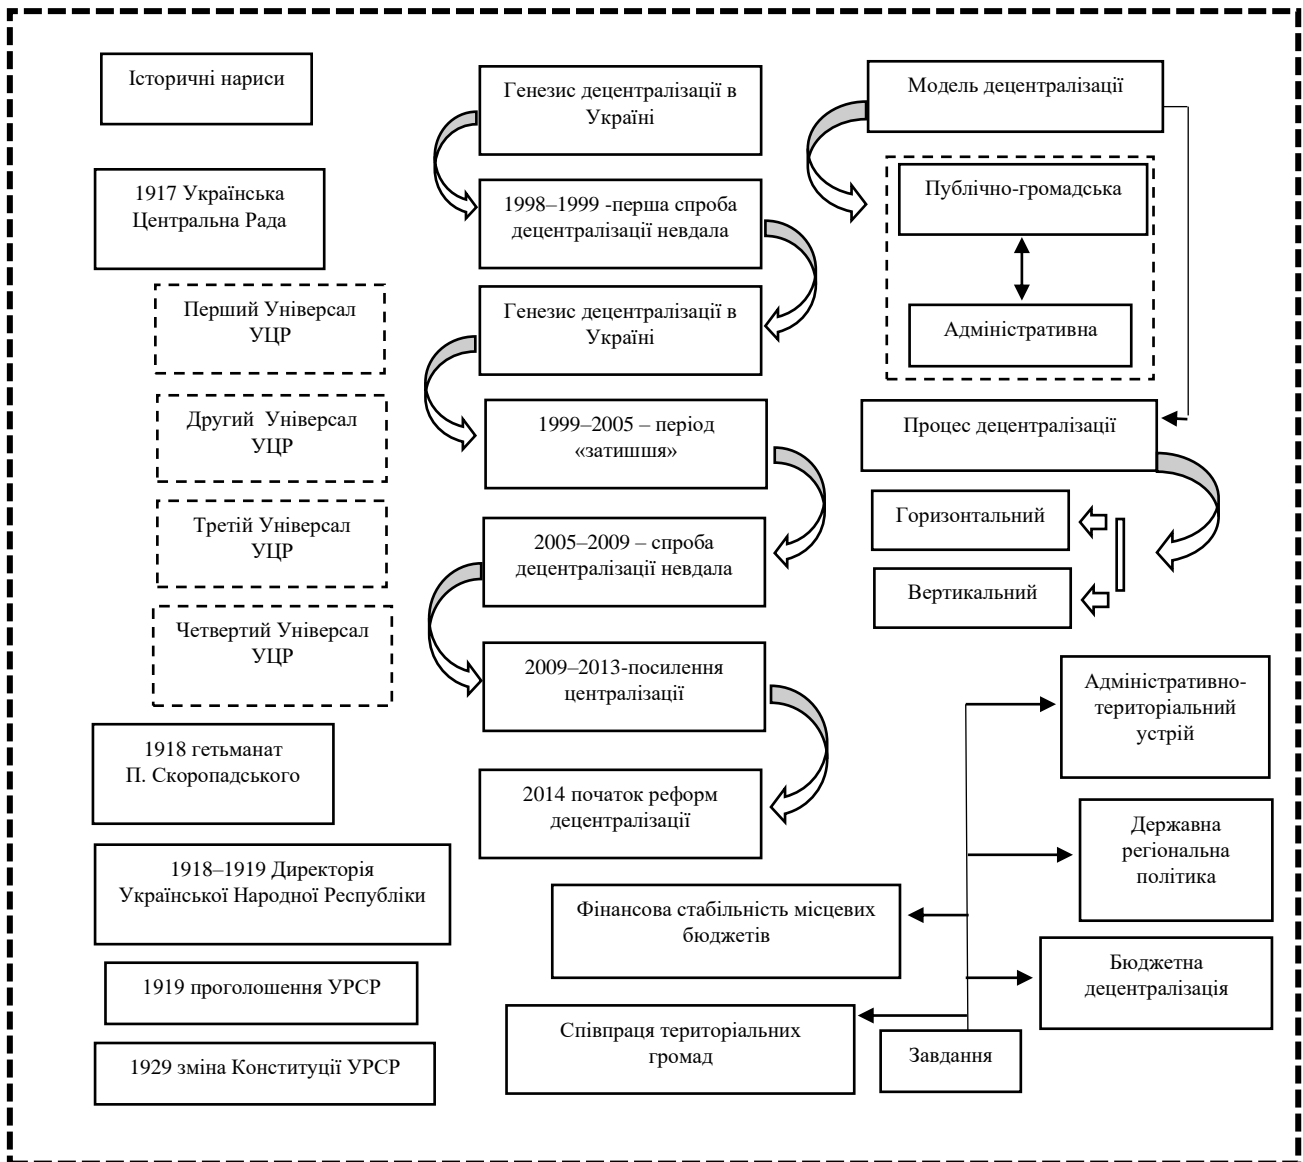 Історичні нариси
1917 Українська
Центральна Рада
Перший Універсал
УЦР
Другий Універсал
УЦР
Третій Універсал
УЦР
Четвертий Універсал
УЦР
1918 гетьманат
П. Скоропадського
1918–1919 Директорія
Української Народної Республіки
1919 проголошення УРСР
1929 зміна Конституції УРСР
Генезис децентралізації в
Україні
1998–1999 -перша спроба
децентралізації невдала
Генезис децентралізації в
Україні
1999–2005 – період
«затишшя»
2005–2009 – спроба
децентралізації невдала
2009–2013-посилення
централізації
2014 початок реформ
децентралізації
Модель децентралізації
Публічно-громадська
Адміністративна
Процес децентралізації
Горизонтальний
Вертикальний
Адміністративно-
територіальний
устрій
Державна
регіональна
політика
Фінансова стабільність місцевих
бюджетів
Бюджетна
децентралізація
Співпраця територіальних
громад
Завдання